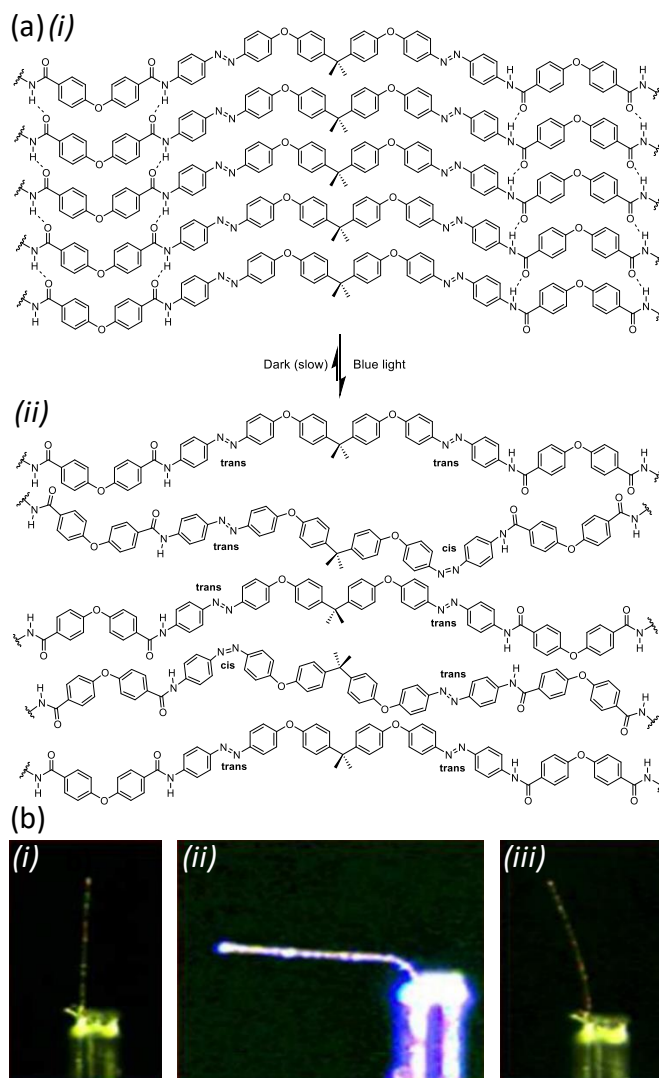 (a) (i)
Dark (slow) Blue light
(ii)
trans trans
trans cis
trans trans
cis trans
trans trans
(b)
(i) (ii) (iii)